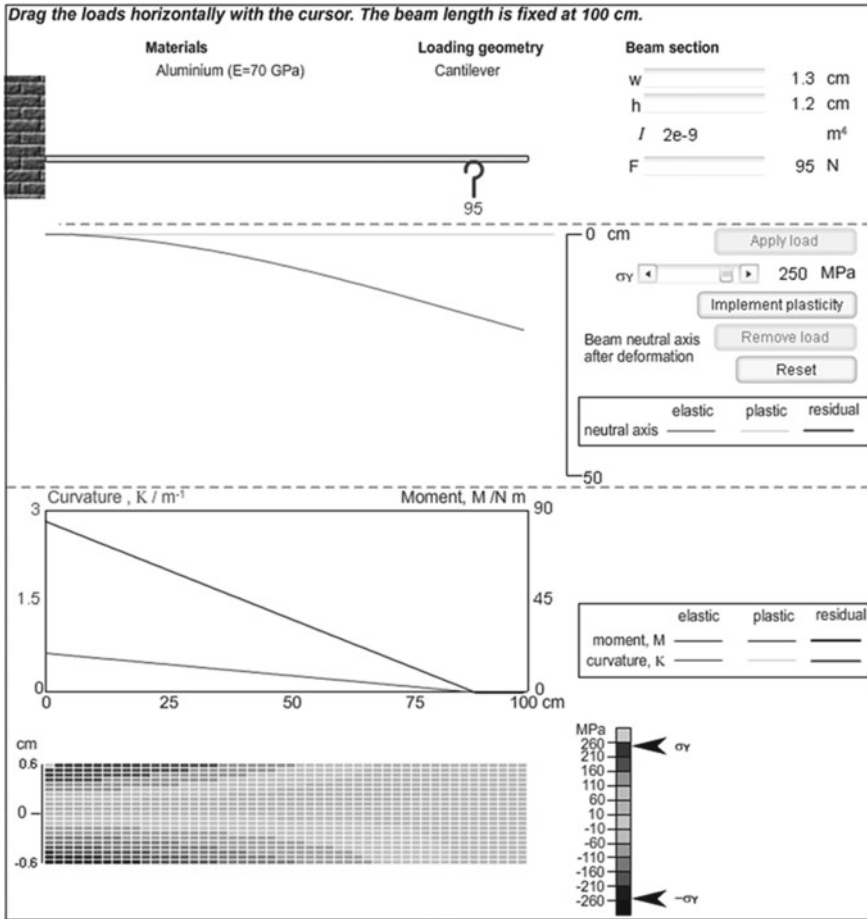 Drag the loads horizontally with the cursor. The beam length is fixed at 100 cm.
Materials Loading geometry Beam section
Aluminium (E=70 GPa) Cantilever
w 1.3 cm
h 1.2 cm
I 2e-9 m⁴
F 95 N
95
0 cm
Apply load
σY 250 MPa
Implement plasticity
Beam neutral axis
after deformation
Remove load
Reset
elastic plastic residual
neutral axis
50
Curvature , K / m⁻¹ Moment, M /N m
3 90
1.5 45
0 0
0 25 50 75 100 cm
elastic plastic residual
moment, M
curvature, K
cm
0.6
0
-0.6
MPa
260 σY
210
160
110
60
10
-10
-60
-110
-160
-210
-260 -σY